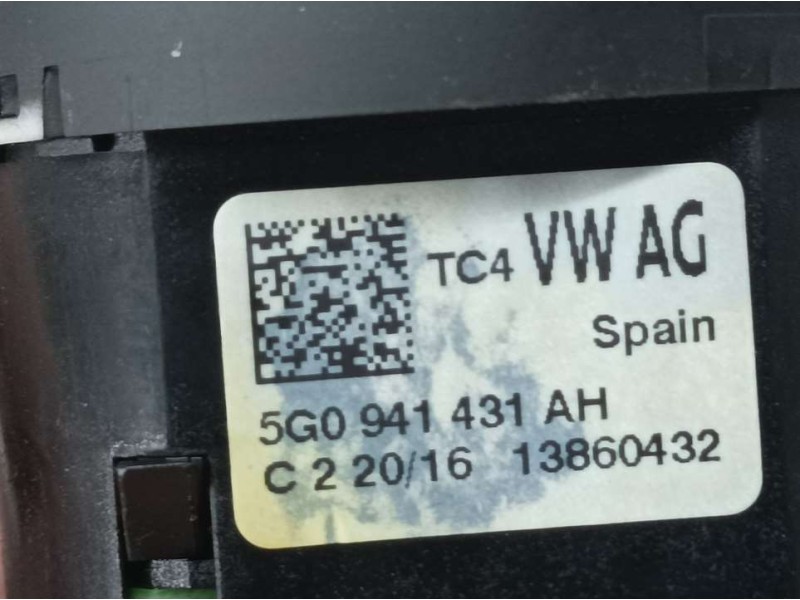 TC4 VW AG
Spain
5G0 941 431 AH
C 2 20/16 13860432